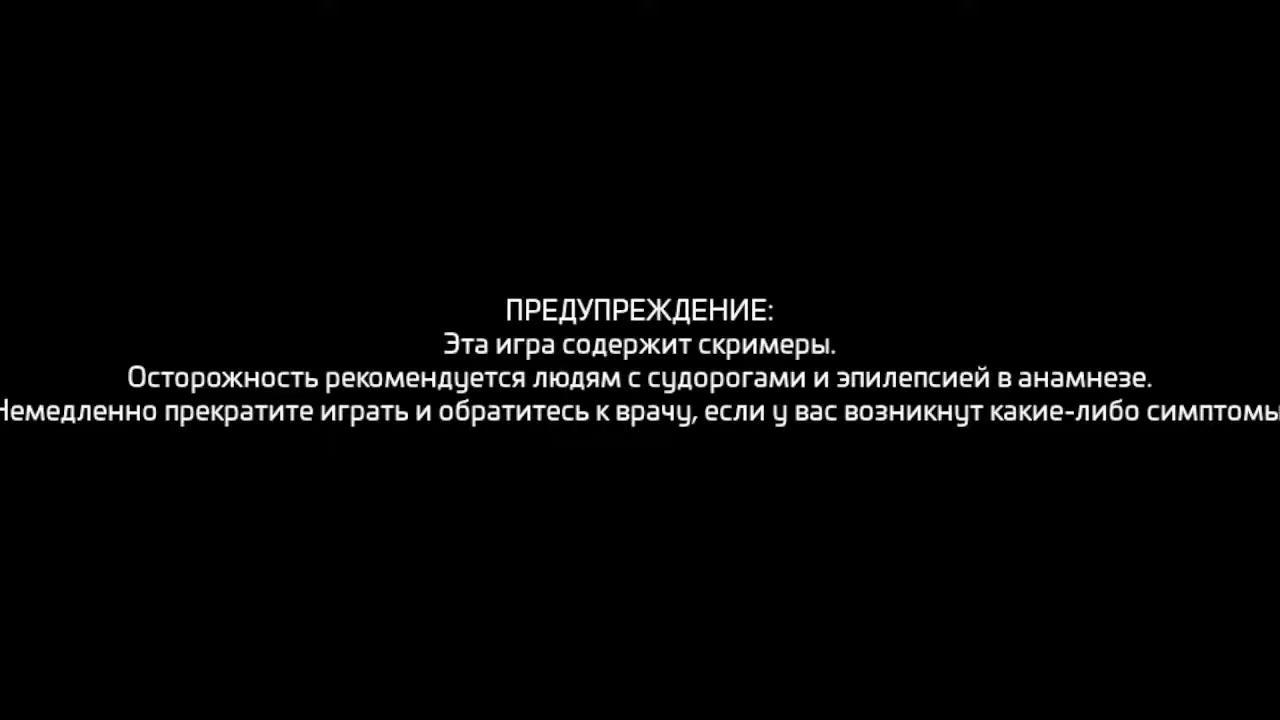 ПРЕДУПРЕЖДЕНИЕ:
Эта игра содержит скримеры.
Осторожность рекомендуется людям с судорогами и эпилепсией в анамнезе.
Немедленно прекратите играть и обратитесь к врачу, если у вас возникнут какие-либо симптомы